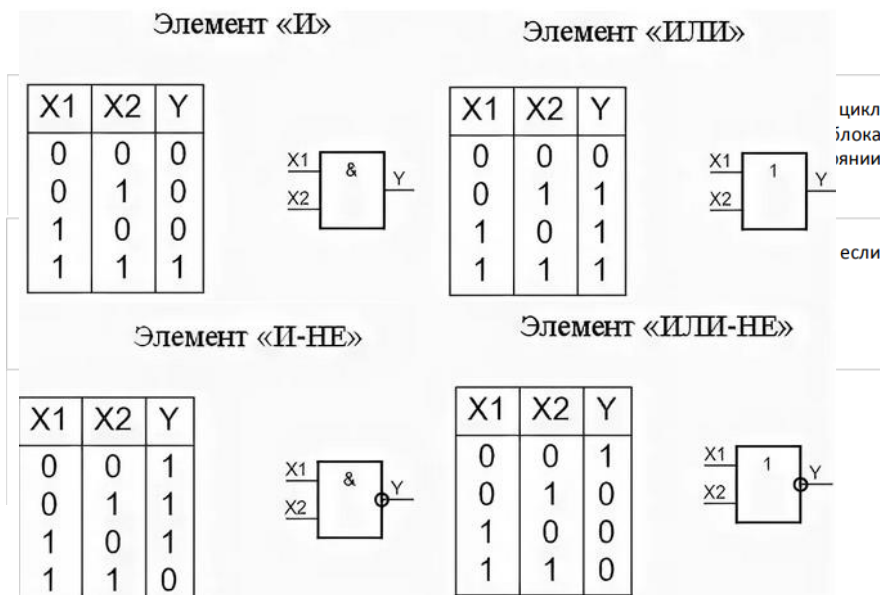 Элемент «И»
X1 X2 Y
0 0 0
0 1 0
1 0 0
1 1 1
X1
X2
&
Y
Элемент «ИЛИ»
X1 X2 Y
0 0 0
0 1 1
1 0 1
1 1 1
X1
X2
1
Y
цикл
блока
янии
если
Элемент «И-НЕ»
X1 X2 Y
0 0 1
0 1 1
1 0 1
1 1 0
X1
X2
&
Y
Элемент «ИЛИ-НЕ»
X1 X2 Y
0 0 1
0 1 0
1 0 0
1 1 0
X1
X2
1
Y